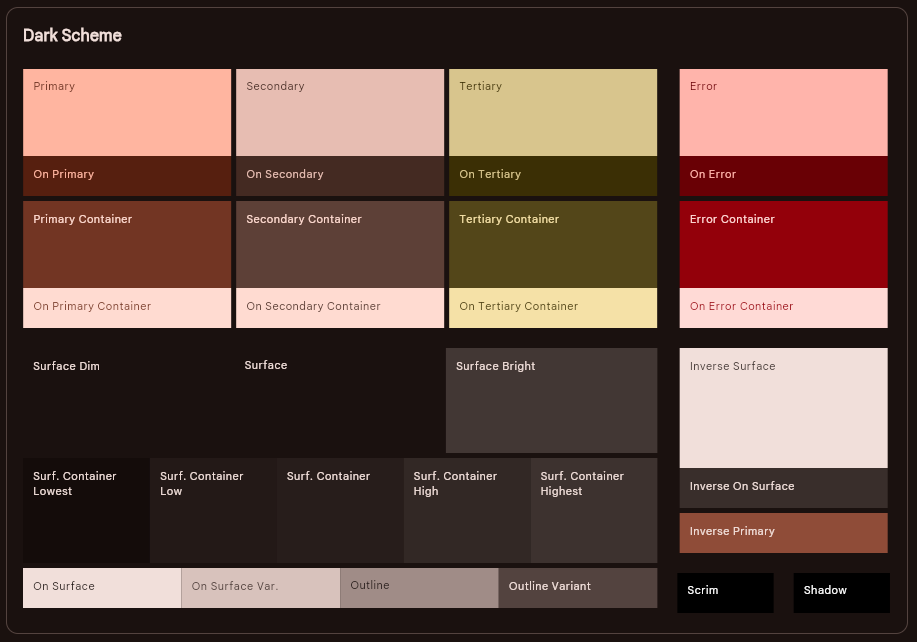 Dark Scheme
Primary
Secondary
Tertiary
Error
On Primary
On Secondary
On Tertiary
On Error
Primary Container
Secondary Container
Tertiary Container
Error Container
On Primary Container
On Secondary Container
On Tertiary Container
On Error Container
Surface Dim
Surface
Surface Bright
Inverse Surface
Surf. Container
Lowest
Surf. Container
Low
Surf. Container
Surf. Container
High
Surf. Container
Highest
Inverse On Surface
Inverse Primary
On Surface
On Surface Var.
Outline
Outline Variant
Scrim
Shadow